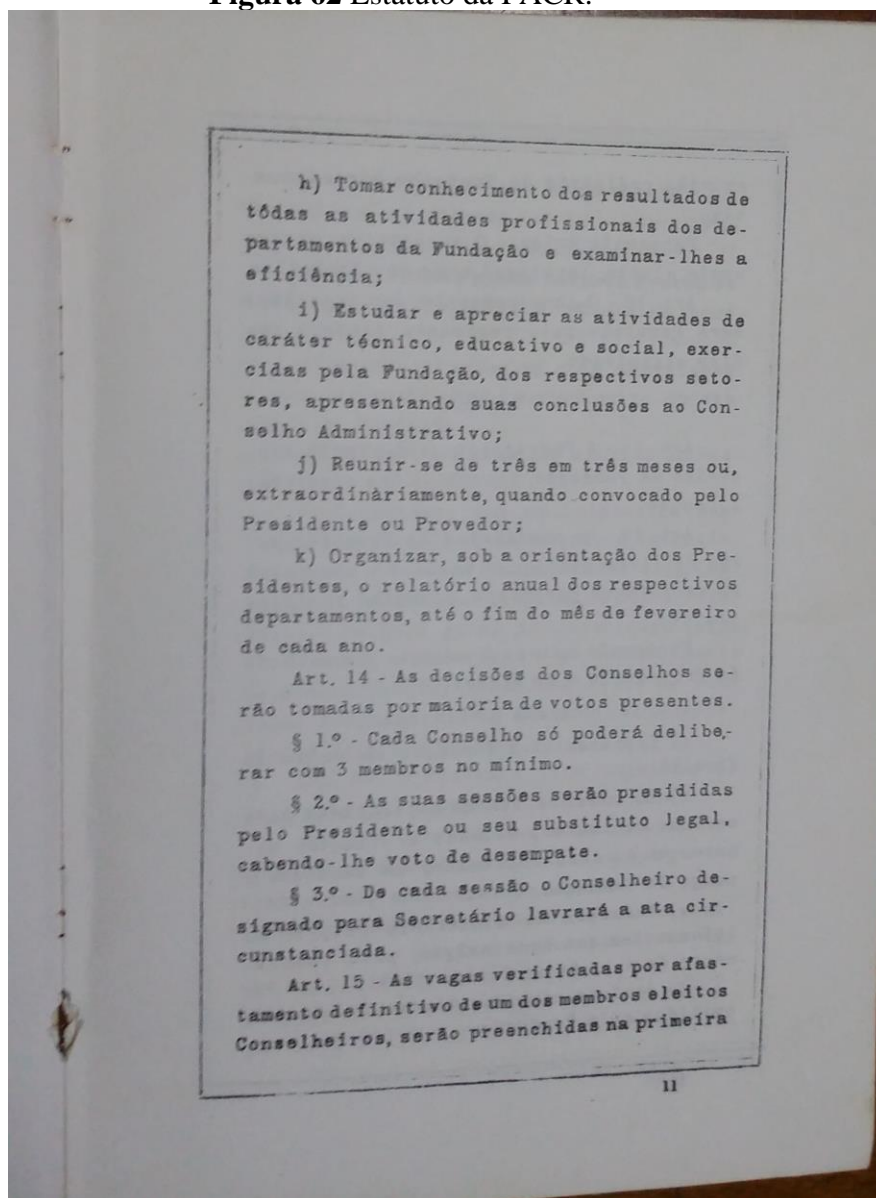 Figura 02 Estatuto da FACR.
h) Tomar conhecimento dos resultados de
tôdas as atividades profissionais dos de-
partamentos da Fundação e examinar-lhes a
eficiência;
i) Estudar e apreciar as atividades de
caráter técnico, educativo e social, exer-
cidas pela Fundação, dos respectivos seto-
res, apresentando suas conclusões ao Con-
selho Administrativo;
j) Reunir-se de três em três meses ou,
extraordinàriamente, quando convocado pelo
Presidente ou Provedor;
k) Organizar, sob a orientação dos Pre-
sidentes, o relatório anual dos respectivos
departamentos, até o fim do mês de fevereiro
de cada ano.
Art. 14 - As decisões dos Conselhos se-
rão tomadas por maioria de votos presentes.
§ 1.º - Cada Conselho só poderá delibe,-
rar com 3 membros no mínimo.
§ 2.º - As suas sessões serão presididas
pelo Presidente ou seu substituto legal,
cabendo-lhe voto de desempate.
§ 3.º - De cada sessão o Conselheiro de-
signado para Secretário lavrará a ata cir-
cunstanciada.
Art. 15 - As vagas verificadas por afas-
tamento definitivo de um dos membros eleitos
Conselheiros, serão preenchidas na primeira
11